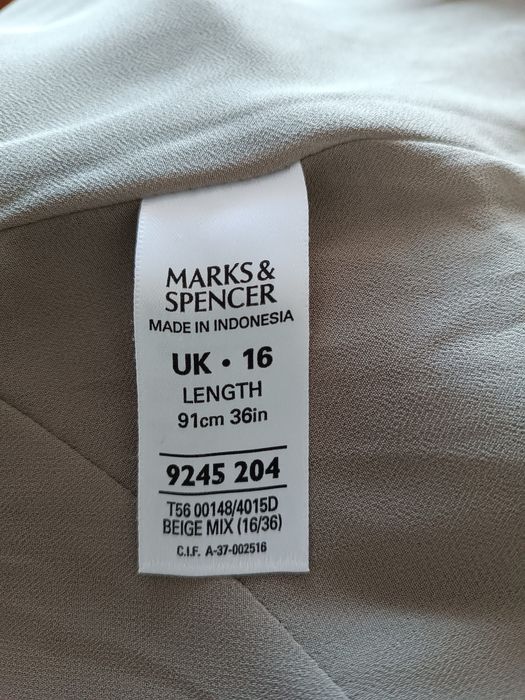 MARKS &
SPENCER
MADE IN INDONESIA
UK • 16
LENGTH
91cm 36in
9245 204
T56 00148/4015D
BEIGE MIX (16/36)
C.I.F. A-37-002516